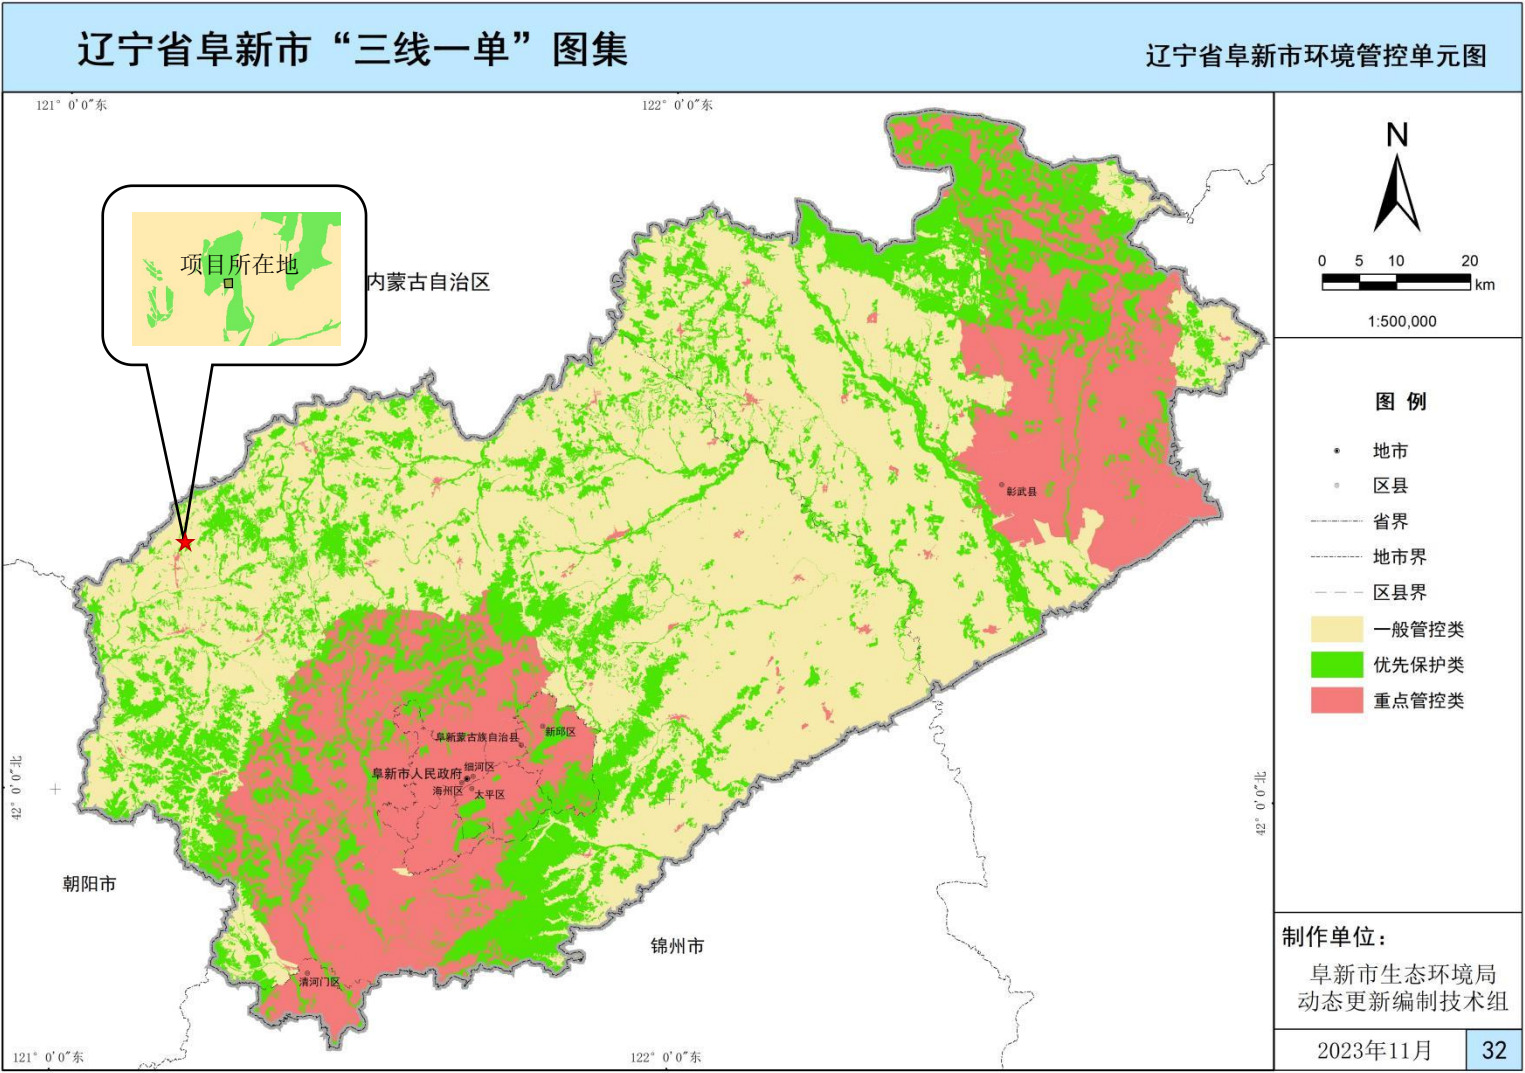 辽宁省阜新市“三线一单”图集
辽宁省阜新市环境管控单元图
121° 0′0″东
122° 0′0″东
N
项目所在地
内蒙古自治区
0 5 10 20
km
1:500,000
图 例
地市
区县
省界
地市界
区县界
一般管控类
优先保护类
重点管控类
彰武县
新邱区
阜新蒙古族自治县
细河区
阜新市人民政府
海州区
太平区
42° 0′0″北
42° 0′0″北
朝阳市
锦州市
清河门区
制作单位：
阜新市生态环境局
动态更新编制技术组
121° 0′0″东
122° 0′0″东
2023年11月
32